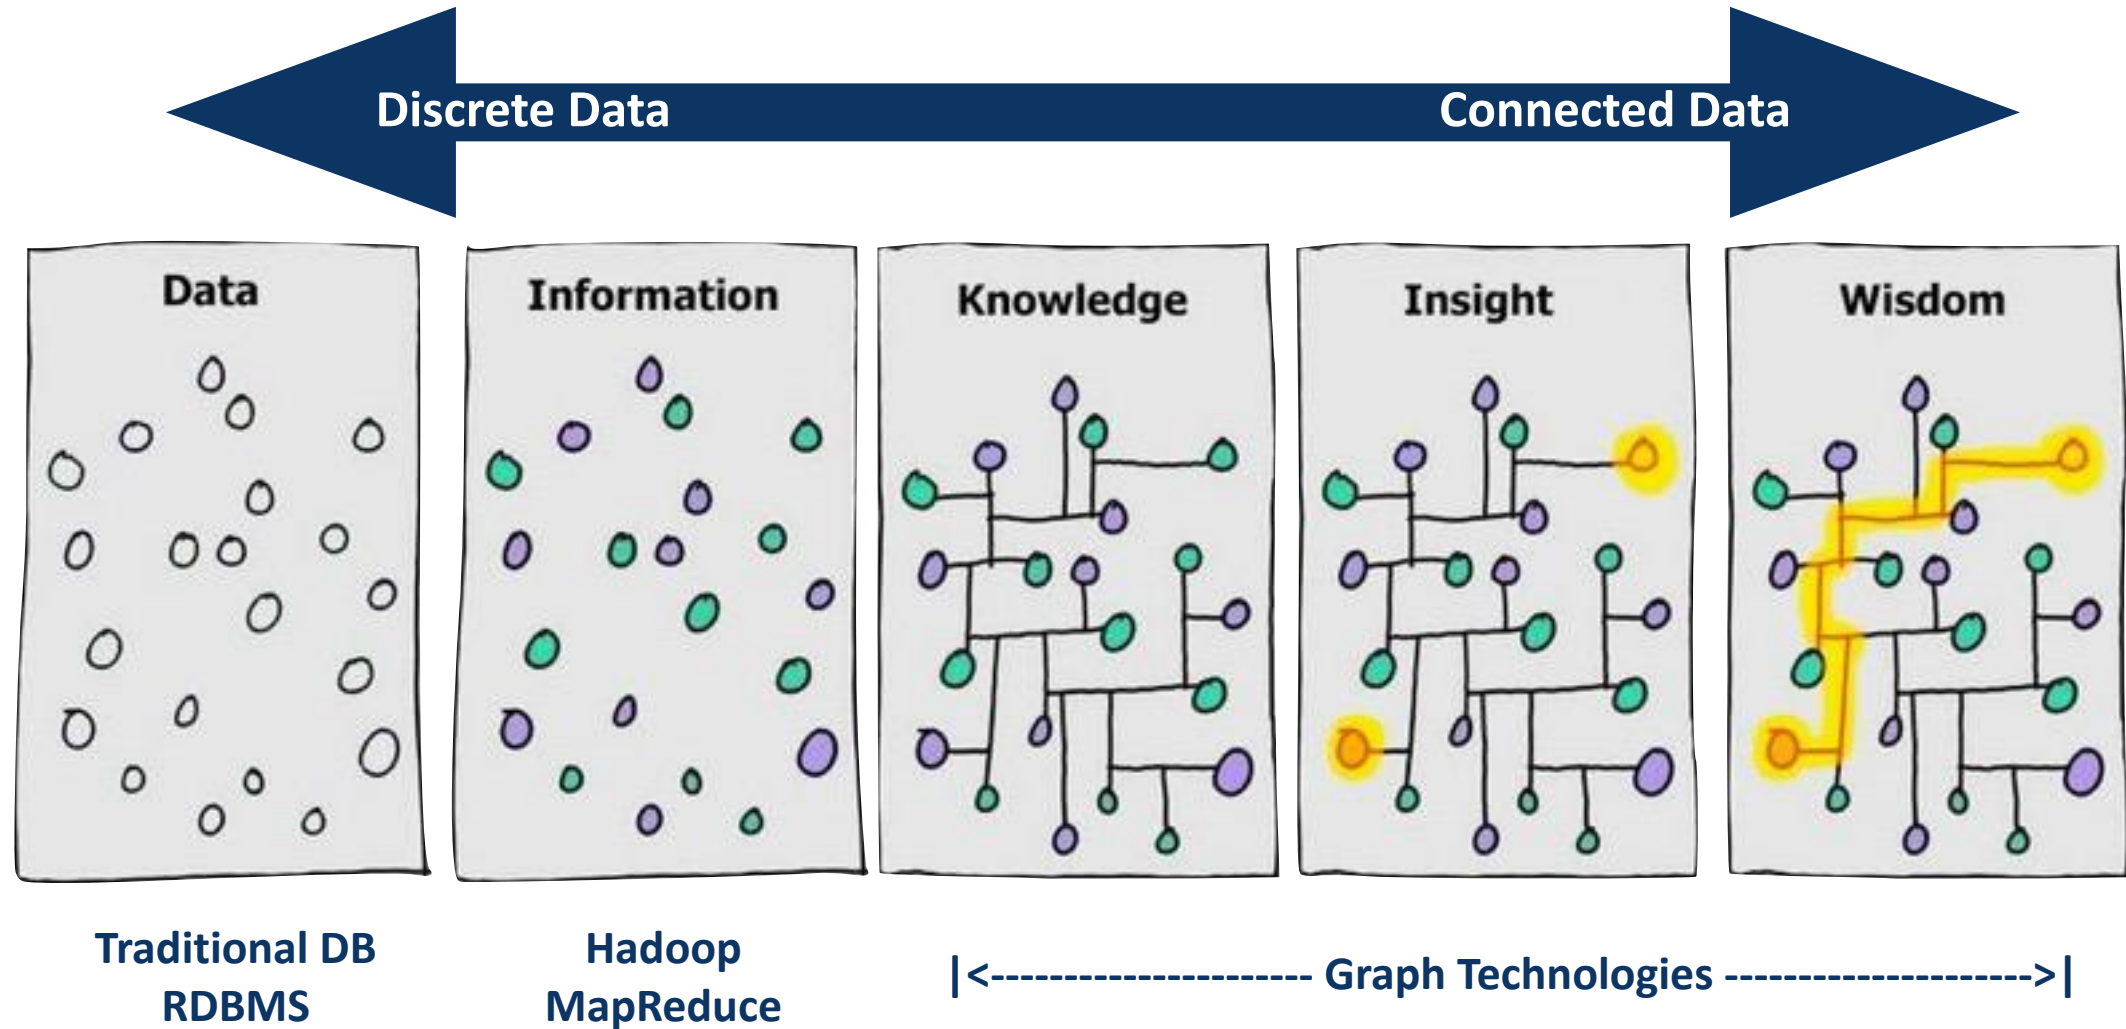 Discrete Data
Connected Data
Data
Information
Knowledge
Insight
Wisdom
Traditional DB
RDBMS
Hadoop
MapReduce
|<---------------------- Graph Technologies --------------------->|